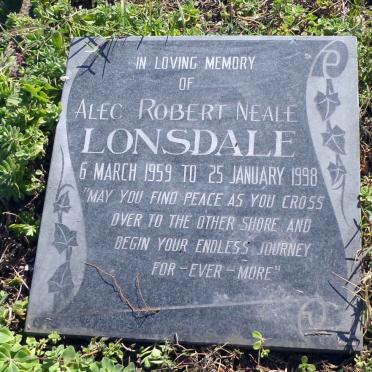 IN LOVING MEMORY
OF
ALEC ROBERT NEALE
LONSDALE
6 MARCH 1959 TO 25 JANUARY 1998
"MAY YOU FIND PEACE AS YOU CROSS
OVER TO THE OTHER SHORE AND
BEGIN YOUR ENDLESS JOURNEY
FOR-EVER-MORE"